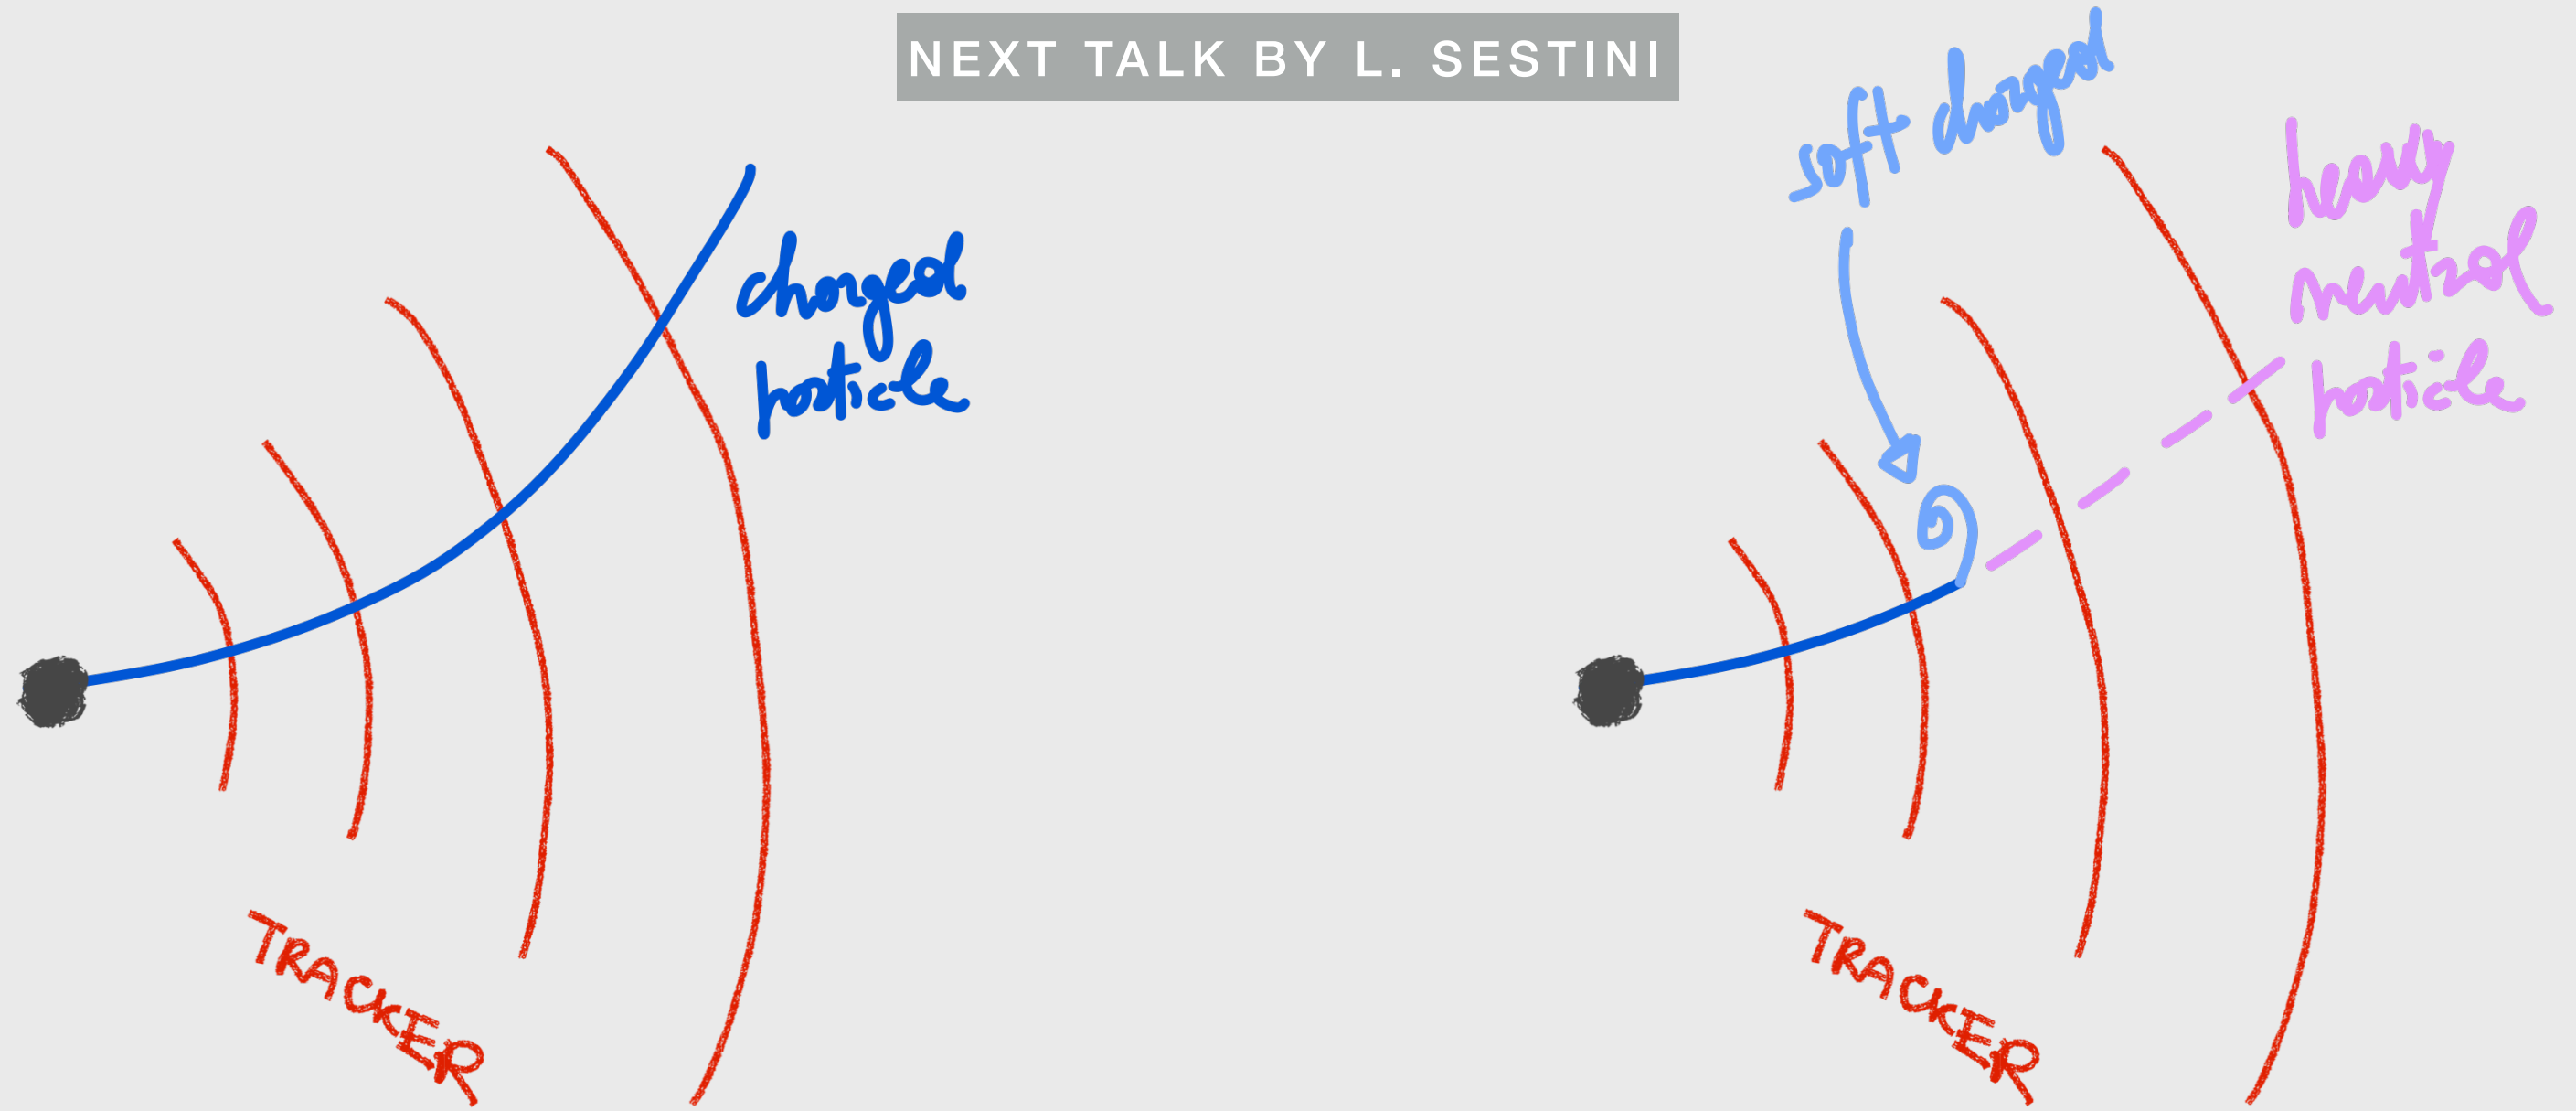 NEXT TALK BY L. SESTINI
charged
particle
TRACKER
soft charged
heavy
neutral
particle
TRACKER